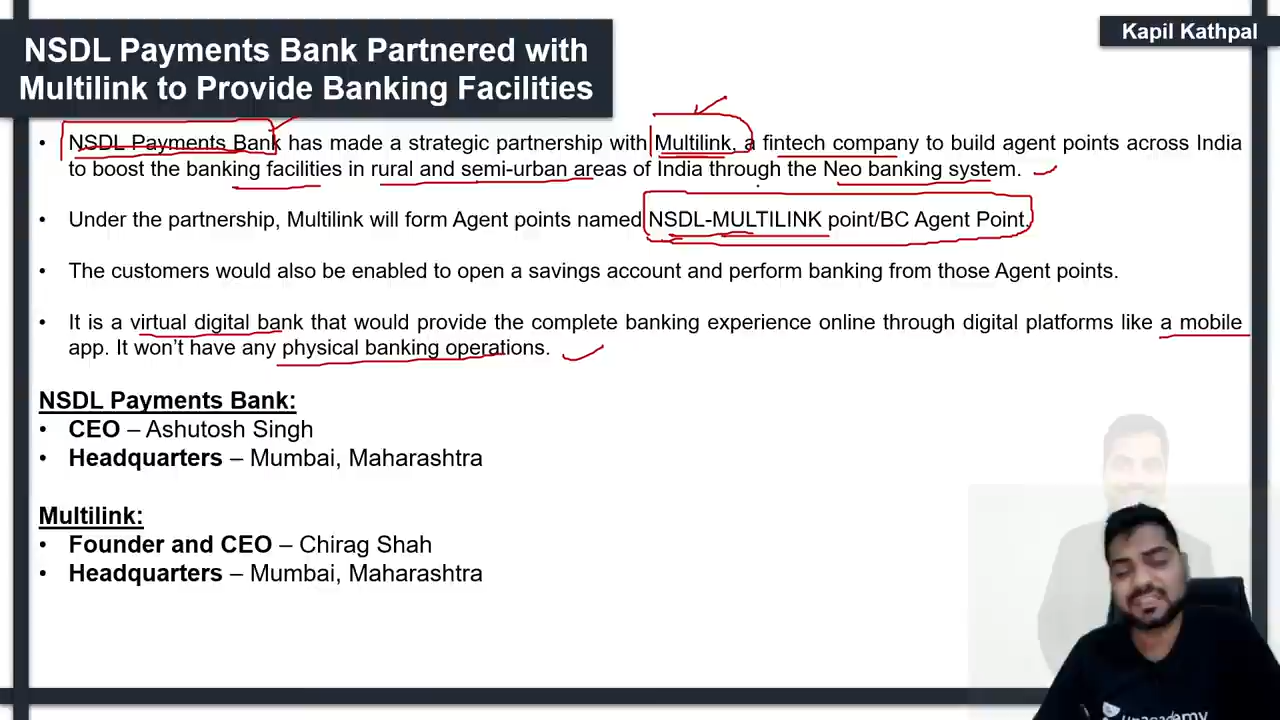 Kapil Kathpal
NSDL Payments Bank Partnered with
Multilink to Provide Banking Facilities
• NSDL Payments Bank has made a strategic partnership with Multilink, a fintech company to build agent points across India
to boost the banking facilities in rural and semi-urban areas of India through the Neo banking system.
• Under the partnership, Multilink will form Agent points named NSDL-MULTILINK point/BC Agent Point.
• The customers would also be enabled to open a savings account and perform banking from those Agent points.
• It is a virtual digital bank that would provide the complete banking experience online through digital platforms like a mobile
app. It won't have any physical banking operations.
NSDL Payments Bank:
• CEO – Ashutosh Singh
• Headquarters – Mumbai, Maharashtra
Multilink:
• Founder and CEO – Chirag Shah
• Headquarters – Mumbai, Maharashtra
unacademy